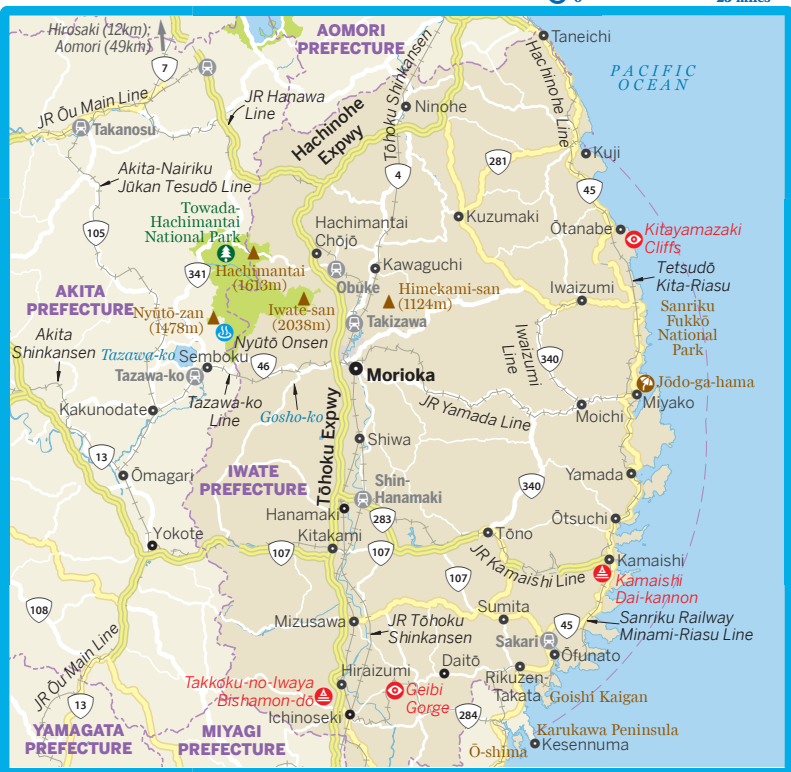 0
25 miles
Hirosaki (12km);
Aomori (49km)
AOMORI
PREFECTURE
Taneichi
PACIFIC
OCEAN
7
JR Ōu Main Line
JR Hanawa
Line
Takanosu
Hachinohe
Expwy
Tōhoku Shinkansen
Ninohe
Hachinohe Line
281
Kuji
4
45
Akita-Nairiku
Jūkan Tesudō Line
Towada-
Hachimantai
National Park
105
341
Hachimantai
(1613m)
Hachimantai
Chōjō
Kuzumaki
Ōtanabe
Kitayamazaki
Cliffs
Obuke
Kawaguchi
Tetsudō
Kita-Riasu
AKITA
PREFECTURE
Nyūtō-zan
(1478m)
Iwate-san
(2038m)
Himekami-san
(1124m)
Iwaizumi
Sanriku
Fukkō
National
Park
Takizawa
Nyūtō Onsen
Akita
Shinkansen
Tazawa-ko
Semboku
Tazawa-ko
46
Morioka
Iwaizumi
Line
340
Jōdo-ga-hama
Miyako
Kakunodate
Tazawa-ko
Line
Gosho-ko
JR Yamada Line
Moichi
13
Shiwa
Ōmagari
IWATE
PREFECTURE
Tōhoku Expwy
Shin-
Hanamaki
340
Yamada
Hanamaki
283
Ōtsuchi
Yokote
Kitakami
Tōno
107
107
JR Kamaishi Line
Kamaishi
Kamaishi
Dai-kannon
107
108
Mizusawa
JR Tōhoku
Shinkansen
Sumita
45
Sanriku Railway
Minami-Riasu Line
Sakari
Ōfunato
JR Ōu Main Line
Hiraizumi
Daitō
Rikuzen-
Takata
Goishi Kaigan
Takkoku-no-Iwaya
Bishamon-dō
Geibi
Gorge
13
Ichinoseki
284
YAMAGATA
PREFECTURE
MIYAGI
PREFECTURE
Karukawa Peninsula
Kesennuma
Ō-shima